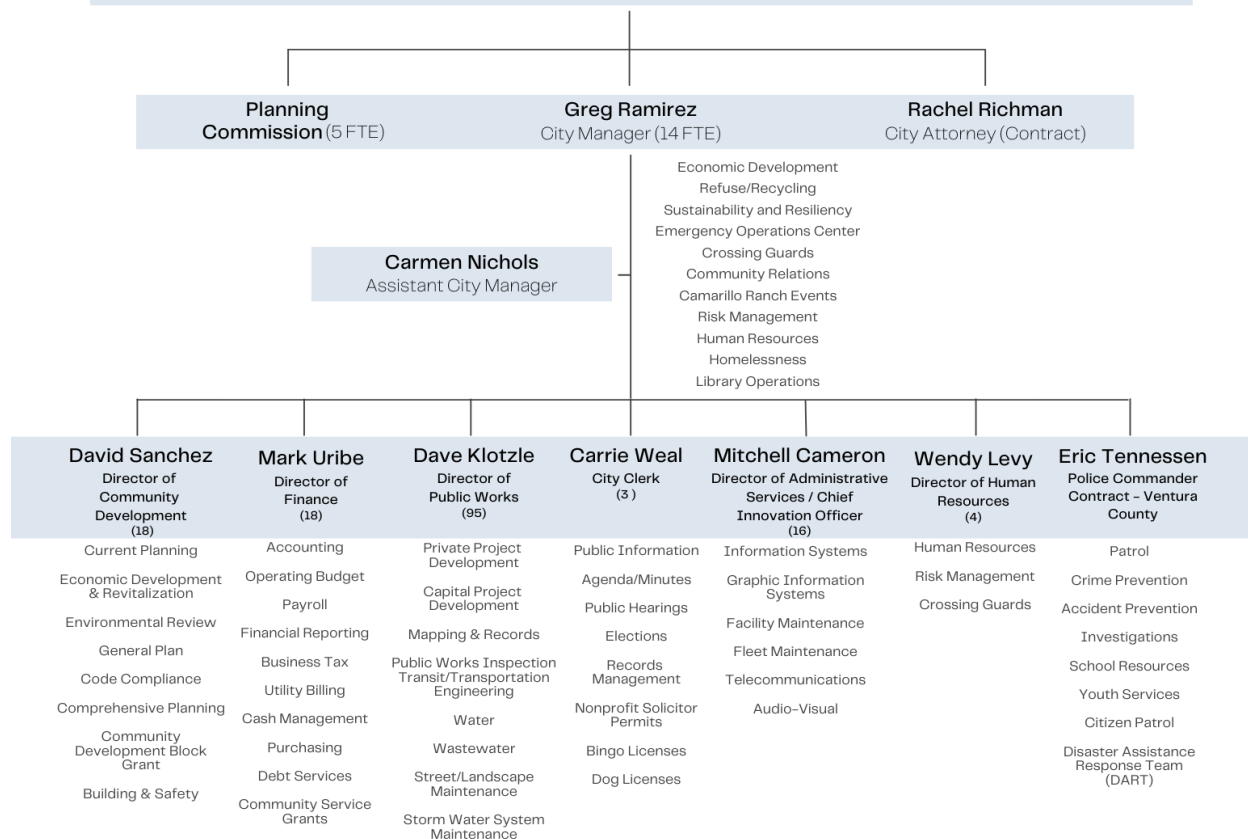 Planning
Commission (5 FTE)
Greg Ramirez
City Manager (14 FTE)
Rachel Richman
City Attorney (Contract)
Economic Development
Refuse/Recycling
Sustainability and Resiliency
Emergency Operations Center
Crossing Guards
Community Relations
Camarillo Ranch Events
Risk Management
Human Resources
Homelessness
Library Operations
Carmen Nichols
Assistant City Manager
David Sanchez
Director of
Community
Development
(18)
Current Planning
Economic Development
& Revitalization
Environmental Review
General Plan
Code Compliance
Comprehensive Planning
Community
Development Block
Grant
Building & Safety
Mark Uribe
Director of
Finance
(18)
Accounting
Operating Budget
Payroll
Financial Reporting
Business Tax
Utility Billing
Cash Management
Purchasing
Debt Services
Community Service
Grants
Dave Klotzle
Director of
Public Works
(95)
Private Project
Development
Capital Project
Development
Mapping & Records
Public Works Inspection
Transit/Transportation
Engineering
Water
Wastewater
Street/Landscape
Maintenance
Storm Water System
Maintenance
Carrie Weal
City Clerk
(3 )
Public Information
Agenda/Minutes
Public Hearings
Elections
Records
Management
Nonprofit Solicitor
Permits
Bingo Licenses
Dog Licenses
Mitchell Cameron
Director of Administrative
Services / Chief
Innovation Officer
(16)
Information Systems
Graphic Information
Systems
Facility Maintenance
Fleet Maintenance
Telecommunications
Audio-Visual
Wendy Levy
Director of Human
Resources
(4)
Human Resources
Risk Management
Crossing Guards
Eric Tennessen
Police Commander
Contract - Ventura
County
Patrol
Crime Prevention
Accident Prevention
Investigations
School Resources
Youth Services
Citizen Patrol
Disaster Assistance
Response Team
(DART)